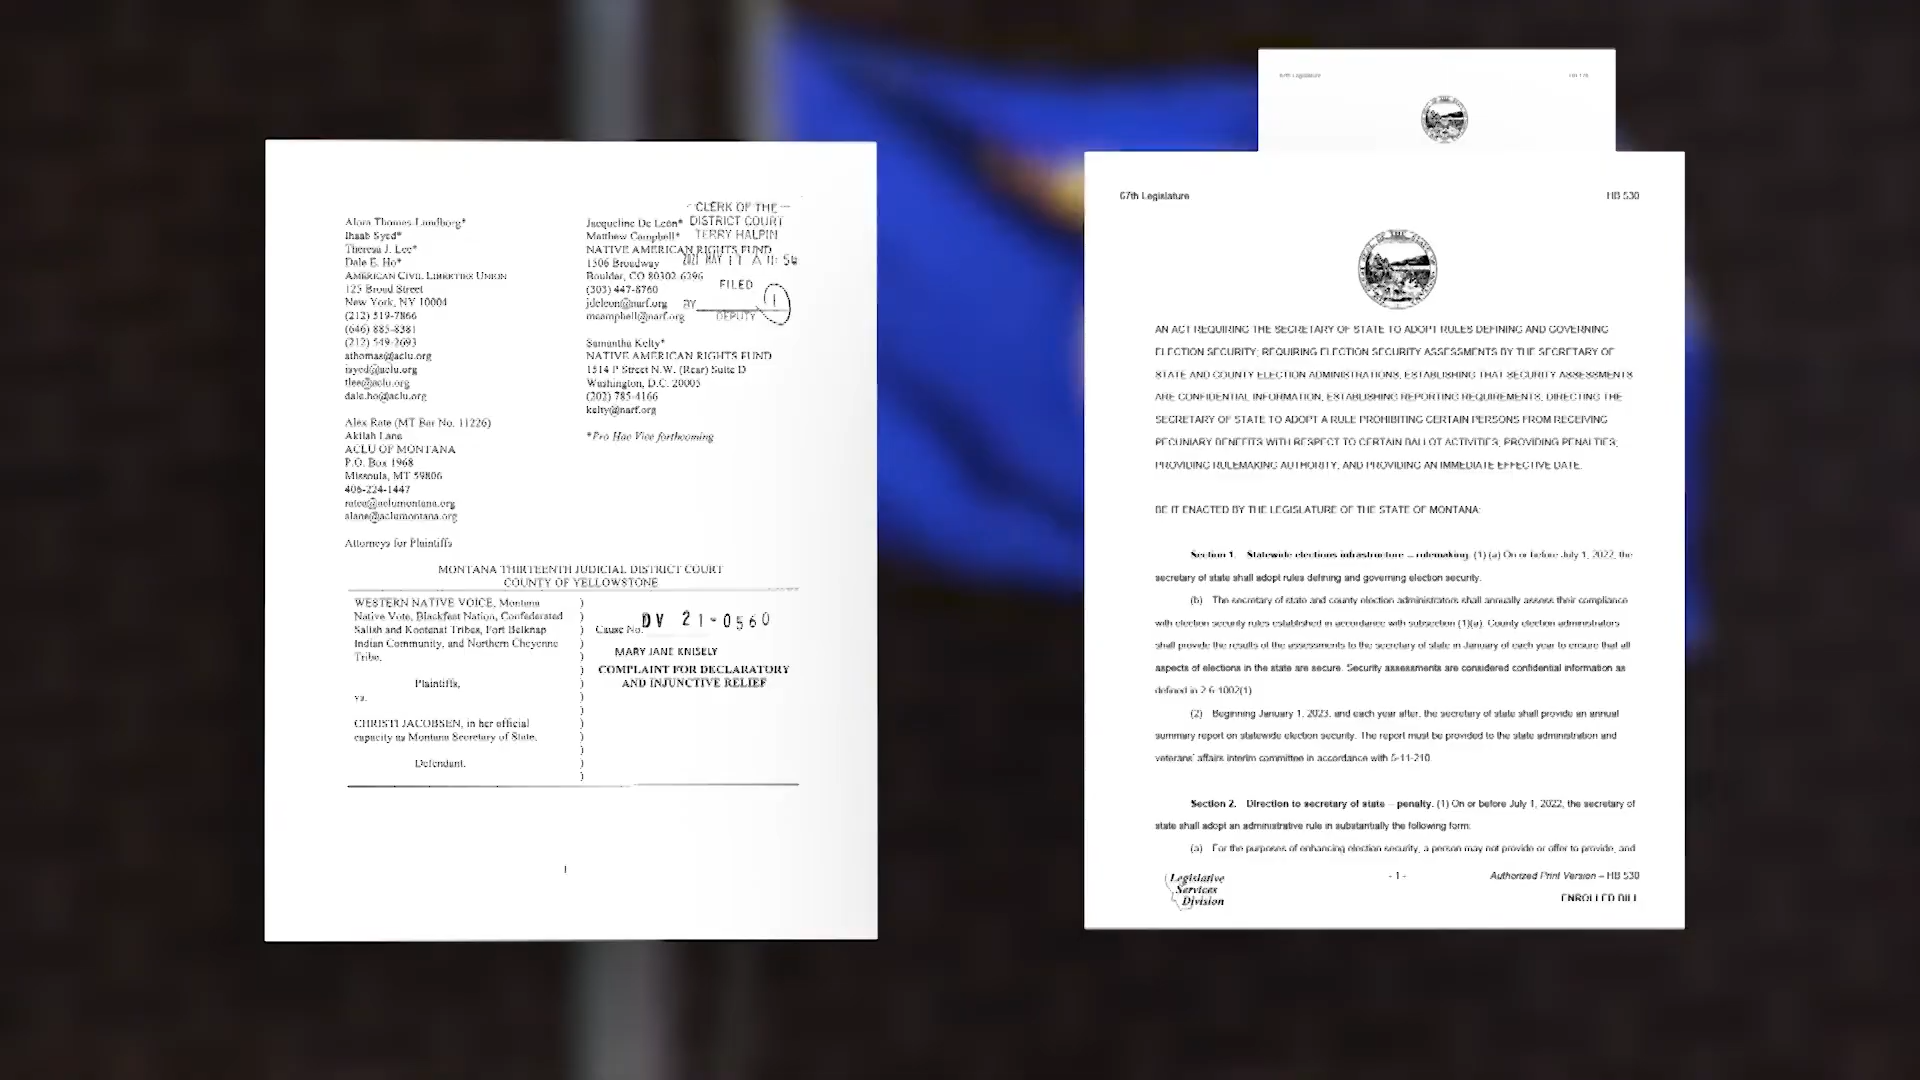 Alora Thomas-Lundborg*
Ihaab Syed*
Theresa J. Lee*
Dale E. Ho*
AMERICAN CIVIL LIBERTIES UNION
125 Broad Street
New York, NY 10004
(212) 519-7866
(646) 885-8381
(212) 549-2693
athomas@aclu.org
isyed@aclu.org
tlee@aclu.org
dale.ho@aclu.org
Alex Rate (MT Bar No. 11226)
Akilah Lane
ACLU OF MONTANA
P.O. Box 1968
Missoula, MT 59806
406-224-1447
ratea@aclumontana.org
alane@aclumontana.org
Attorneys for Plaintiffs
Jacqueline De León*
Matthew Campbell*
NATIVE AMERICAN RIGHTS FUND
1506 Broadway
Boulder, CO 80302-6296
(303) 447-8760
jdeleon@narf.org
mcampbell@narf.org
Samantha Kelty*
NATIVE AMERICAN RIGHTS FUND
1514 P Street N.W. (Rear) Suite D
Washington, D.C. 20005
(202) 785-4166
kelty@narf.org
*Pro Hac Vice forthcoming
CLERK OF THE
DISTRICT COURT
TERRY HALPIN
2021 MAY 17 A 11: 56
FILED
BY
DEPUTY
1
MONTANA THIRTEENTH JUDICIAL DISTRICT COURT
COUNTY OF YELLOWSTONE
WESTERN NATIVE VOICE, Montana
Native Vote, Blackfeet Nation, Confederated
Salish and Kootenai Tribes, Fort Belknap
Indian Community, and Northern Cheyenne
Tribe,
Plaintiffs,
vs.
CHRISTI JACOBSEN, in her official
capacity as Montana Secretary of State,
Defendant.
Cause No. DV 21-0560
MARY JANE KNISELY
COMPLAINT FOR DECLARATORY
AND INJUNCTIVE RELIEF
1
67th Legislature
67th Legislature HB 530
AN ACT REQUIRING THE SECRETARY OF STATE TO ADOPT RULES DEFINING AND GOVERNING
ELECTION SECURITY; REQUIRING ELECTION SECURITY ASSESSMENTS BY THE SECRETARY OF
STATE AND COUNTY ELECTION ADMINISTRATIONS; ESTABLISHING THAT SECURITY ASSESSMENTS
ARE CONFIDENTIAL INFORMATION; ESTABLISHING REPORTING REQUIREMENTS; DIRECTING THE
SECRETARY OF STATE TO ADOPT A RULE PROHIBITING CERTAIN PERSONS FROM RECEIVING
PECUNIARY BENEFITS WITH RESPECT TO CERTAIN BALLOT ACTIVITIES; PROVIDING PENALTIES;
PROVIDING RULEMAKING AUTHORITY; AND PROVIDING AN IMMEDIATE EFFECTIVE DATE.
BE IT ENACTED BY THE LEGISLATURE OF THE STATE OF MONTANA:
Section 1. Statewide elections infrastructure – rulemaking. (1) (a) On or before July 1, 2022, the
secretary of state shall adopt rules defining and governing election security.
(b) The secretary of state and county election administrators shall annually assess their compliance
with election security rules established in accordance with subsection (1)(a). County election administrators
shall provide the results of the assessments to the secretary of state in January of each year to ensure that all
aspects of elections in the state are secure. Security assessments are considered confidential information as
defined in 2-6-1002(1).
(2) Beginning January 1, 2023, and each year after, the secretary of state shall provide an annual
summary report on statewide election security. The report must be provided to the state administration and
veterans' affairs interim committee in accordance with 5-11-210.
Section 2. Direction to secretary of state – penalty. (1) On or before July 1, 2022, the secretary of
state shall adopt an administrative rule in substantially the following form:
(a) For the purposes of enhancing election security, a person may not provide or offer to provide, and
Legislative
Services
Division
- 1 -
Authorized Print Version – HB 530
ENROLLED BILL